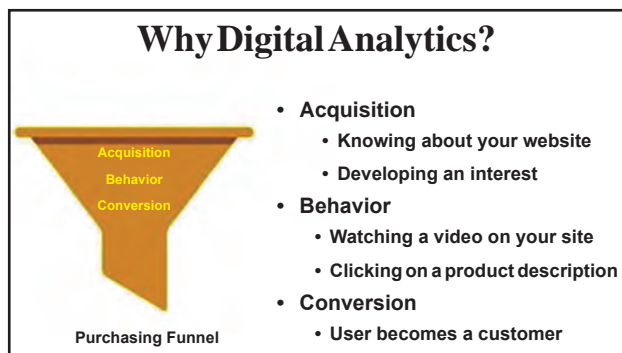 Why Digital Analytics?
Acquisition
Behavior
Conversion
Purchasing Funnel
• Acquisition
• Knowing about your website
• Developing an interest
• Behavior
• Watching a video on your site
• Clicking on a product description
• Conversion
• User becomes a customer